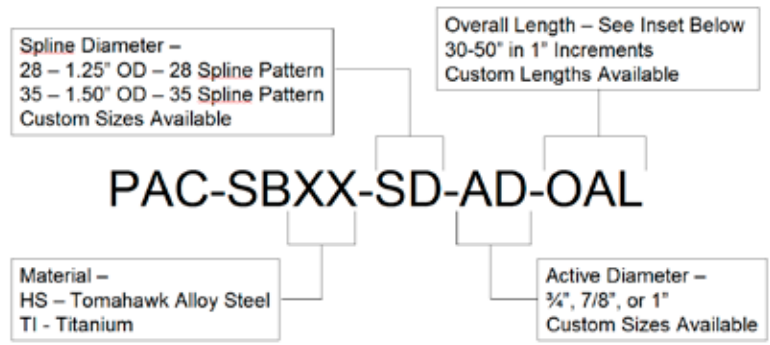 Spline Diameter –
28 – 1.25" OD – 28 Spline Pattern
35 – 1.50" OD – 35 Spline Pattern
Custom Sizes Available
Overall Length – See Inset Below
30-50" in 1" Increments
Custom Lengths Available
PAC-SBXX-SD-AD-OAL
Material –
HS – Tomahawk Alloy Steel
TI - Titanium
Active Diameter –
¾", 7/8", or 1"
Custom Sizes Available